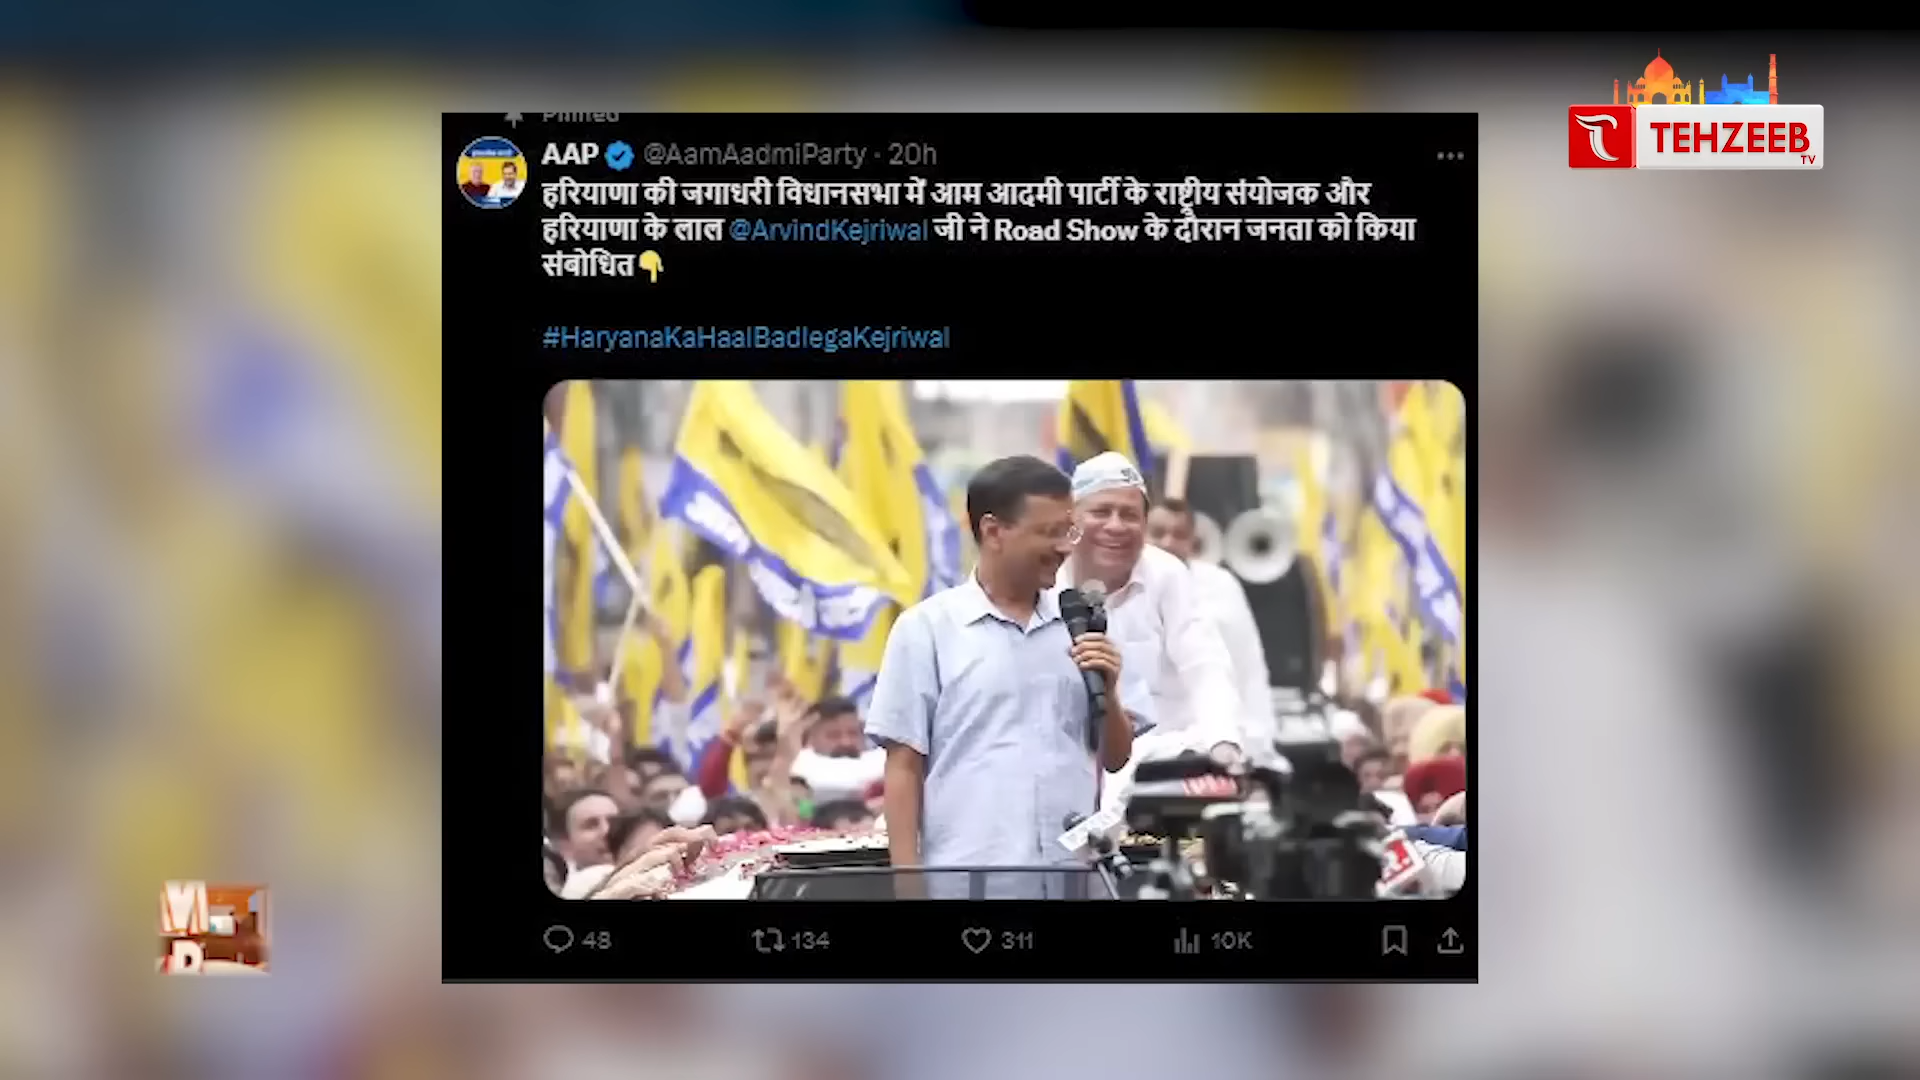 TEHZEEB
TV
Pinned
AAP @AamAadmiParty · 20h
हरियाणा की जगाधरी विधानसभा में आम आदमी पार्टी के राष्ट्रीय संयोजक और
हरियाणा के लाल @ArvindKejriwal जी ने Road Show के दौरान जनता को किया
संबोधित👇
#HaryanaKaHaalBadlegaKejriwal
48 134 311 10K